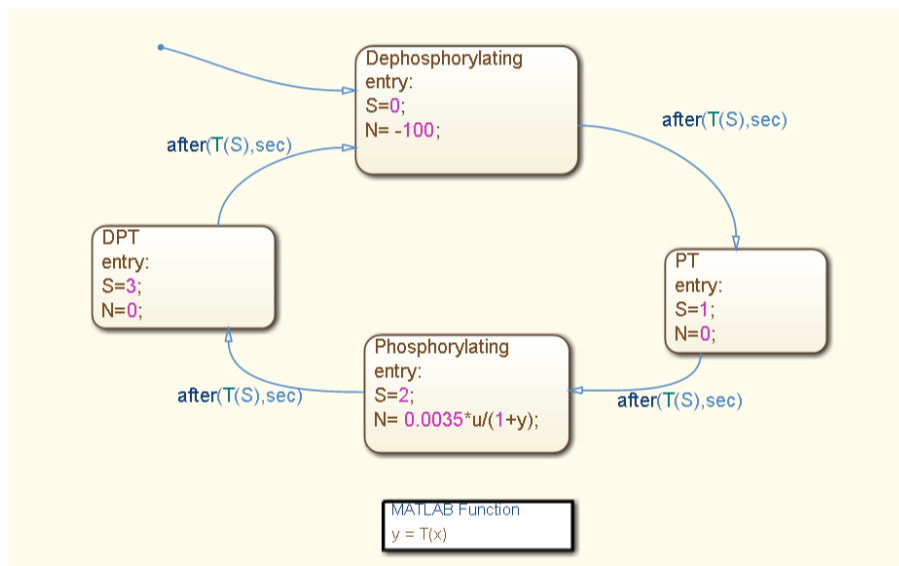 Dephosphorylating
entry:
S=0;
N= -100;
after(T(S),sec)
after(T(S),sec)
DPT
entry:
S=3;
N=0;
PT
entry:
S=1;
N=0;
Phosphorylating
entry:
S=2;
N= 0.0035*u/(1+y);
after(T(S),sec)
after(T(S),sec)
MATLAB Function
y = T(x)